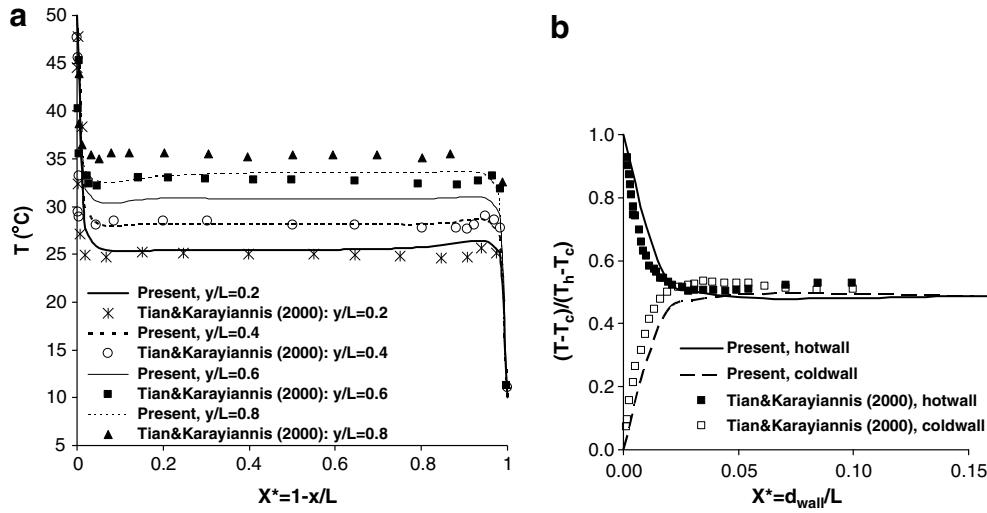 a
50
45
40
35
30
25
20
15
10
5
T (°C)
Present, y/L=0.2
Tian&Karayiannis (2000): y/L=0.2
Present, y/L=0.4
Tian&Karayiannis (2000): y/L=0.4
Present, y/L=0.6
Tian&Karayiannis (2000): y/L=0.6
Present, y/L=0.8
Tian&Karayiannis (2000): y/L=0.8
0 0.2 0.4 0.6 0.8 1
X*=1-x/L
b
1.0
0.8
0.6
0.4
0.2
0.0
(T-Tc)/(Th-Tc)
Present, hotwall
Present, coldwall
Tian&Karayiannis (2000), hotwall
Tian&Karayiannis (2000), coldwall
0.00 0.05 0.10 0.15
X*=dwall/L